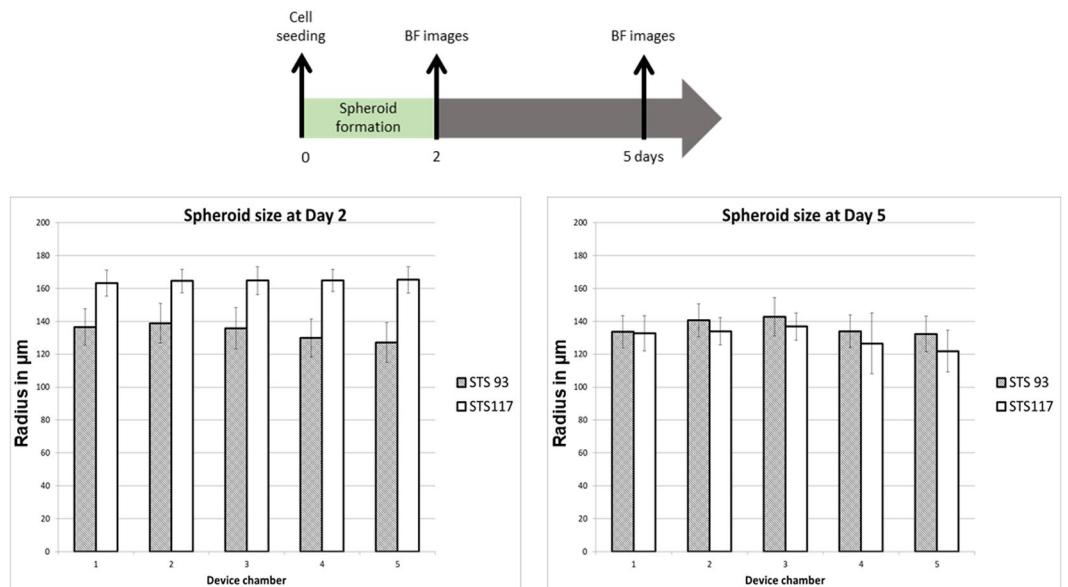 Cell
seeding
BF images
BF images
Spheroid
formation
0
2
5 days
Spheroid size at Day 2
200
180
160
140
120
100
80
60
40
20
0
Radius in µm
1 2 3 4 5
Device chamber
STS 93
STS117
Spheroid size at Day 5
200
180
160
140
120
100
80
60
40
20
0
Radius in µm
1 2 3 4 5
Device chamber
STS 93
STS117